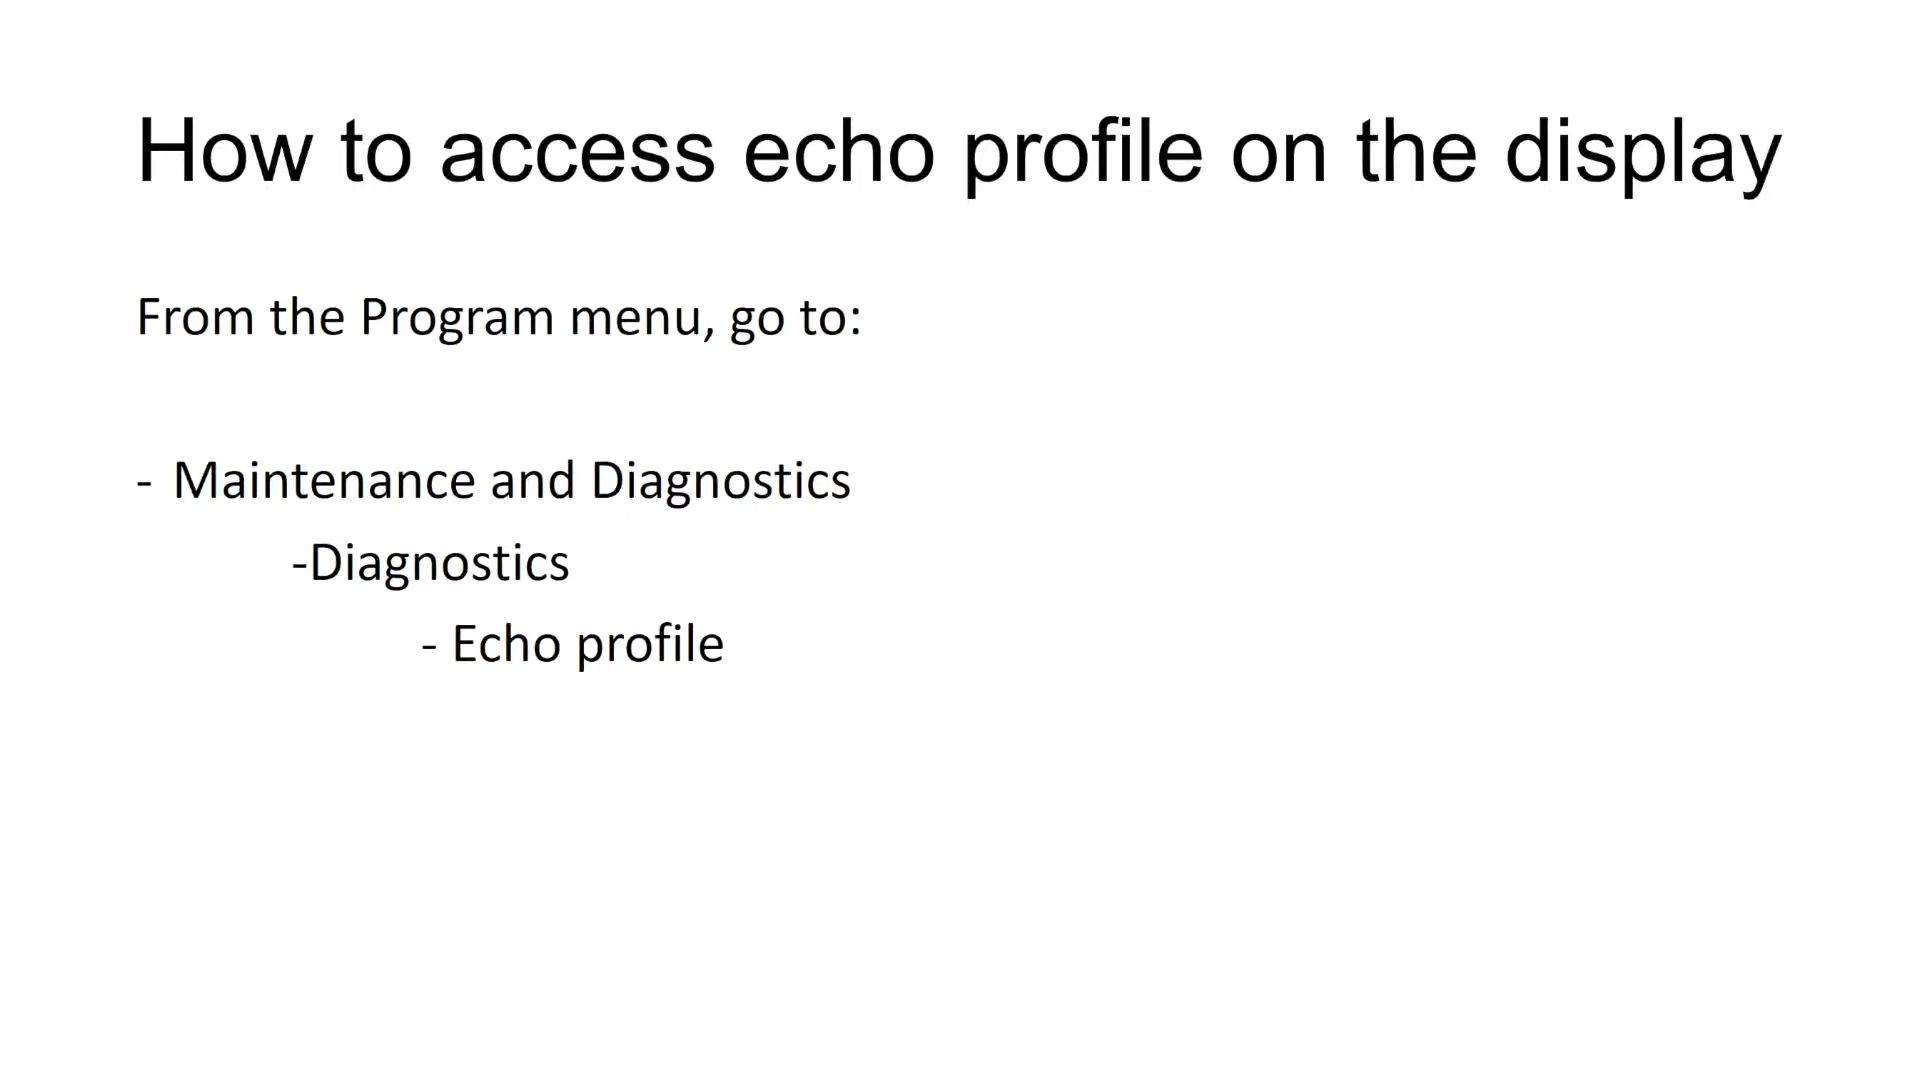 How to access echo profile on the display
From the Program menu, go to:
- Maintenance and Diagnostics
-Diagnostics
- Echo profile